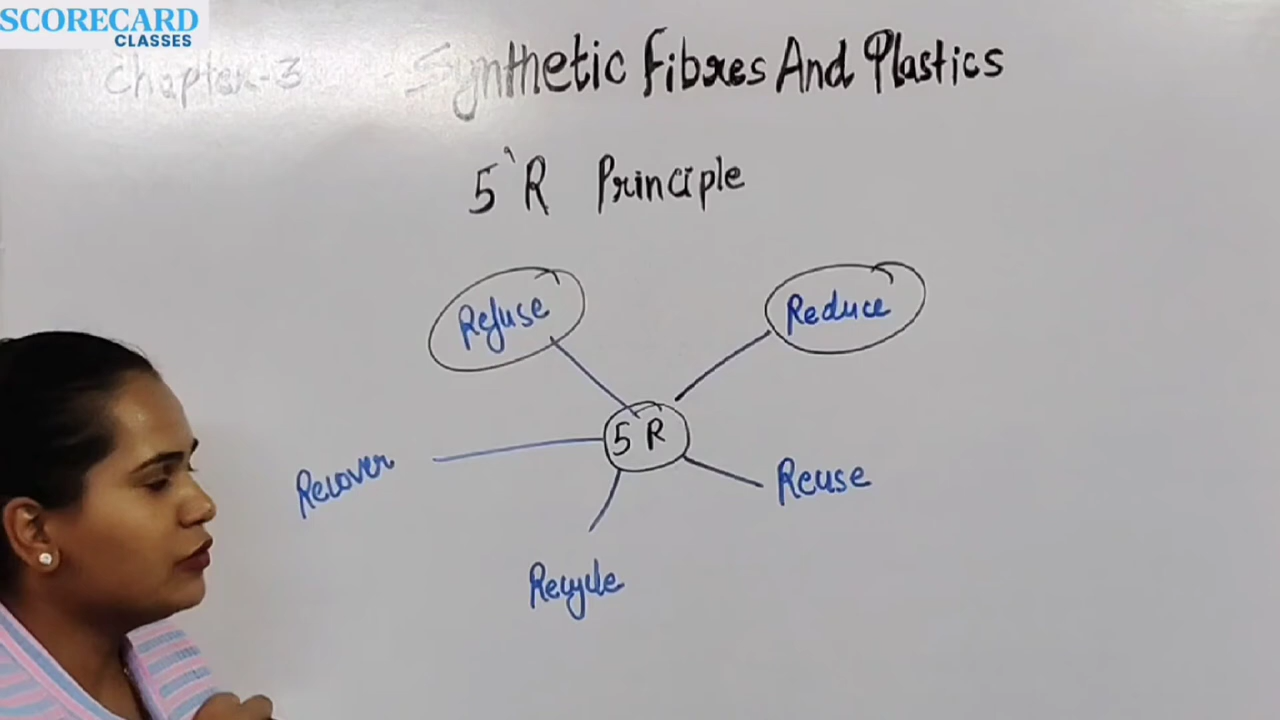 SCORECARD
CLASSES
Chapter-3 Synthetic Fibres And Plastics
5'R Principle
Refuse
Reduce
5 R
Recover
Reuse
Recycle